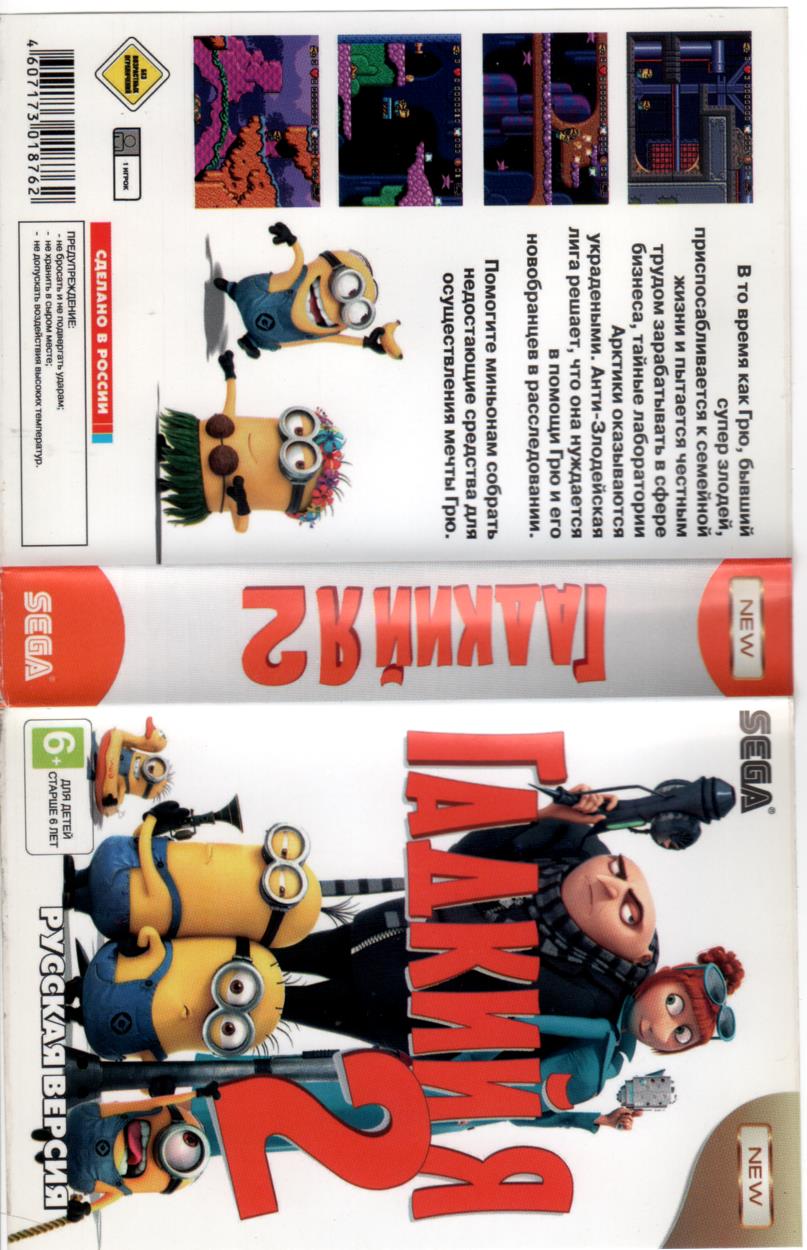 В то время как Грю, бывший
супер злодей,
приспосабливается к семейной
жизни и пытается честным
трудом зарабатывать в сфере
бизнеса, тайные лаборатории
Арктики оказываются
украдеными. Анти-Злодейская
лига решает, что она нуждается
в помощи Грю и его
новобранцев в расследовании.
Помогите миньонам собрать
недостающие средства для
осуществления мечты Грю.
БЕЗ
ВОЗРАСТНЫХ
ОГРАНИЧЕНИЙ
1 ИГРОК
4 607173 018762
СДЕЛАНО В РОССИИ
ПРЕДУПРЕЖДЕНИЕ:
- не бросать и не подвергать ударам;
- не хранить в сыром месте;
- не допускать воздействия высоких температур.
NEW
ГАДКИЙ Я 2
SEGA®
SEGA®
NEW
ГАДКИЙ Я
2
6+
ДЛЯ ДЕТЕЙ
СТАРШЕ 6 ЛЕТ
РУССКАЯ ВЕРСИЯ